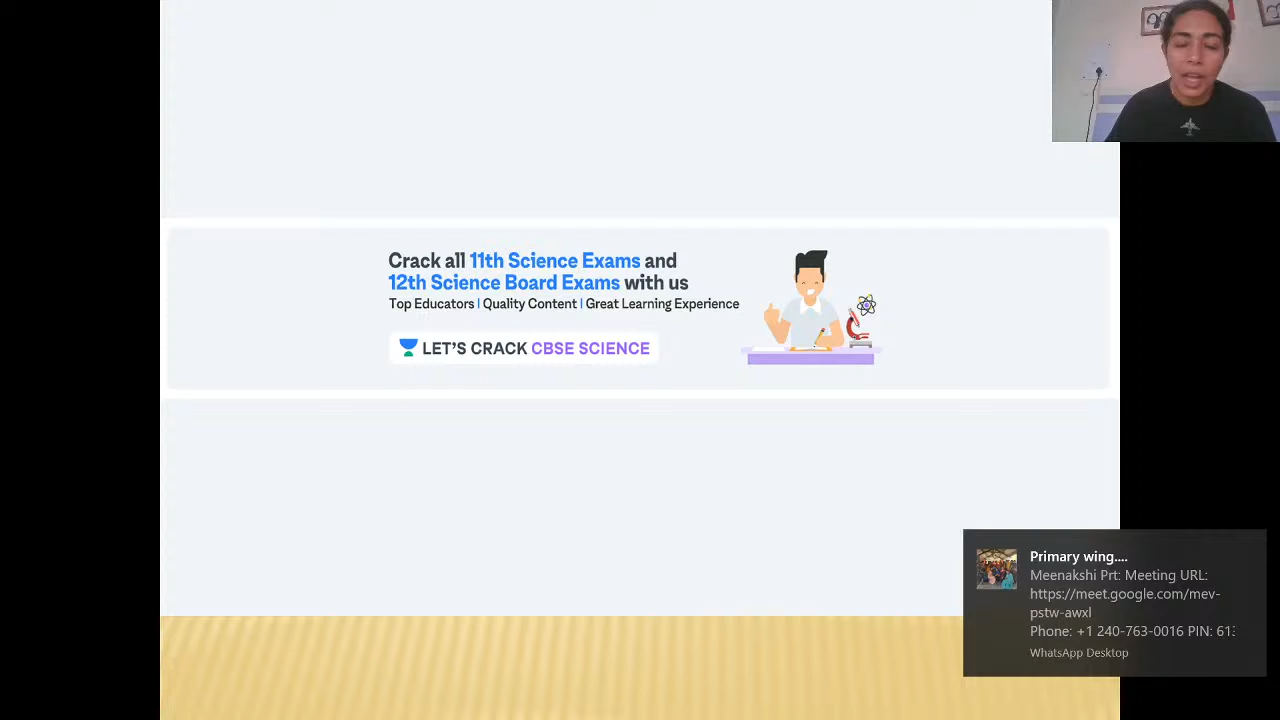 Crack all 11th Science Exams and
12th Science Board Exams with us
Top Educators | Quality Content | Great Learning Experience
LET'S CRACK CBSE SCIENCE
Primary wing....
Meenakshi Prt: Meeting URL:
https://meet.google.com/mev-
pstw-awxl
Phone: +1 240-763-0016 PIN: 613
WhatsApp Desktop